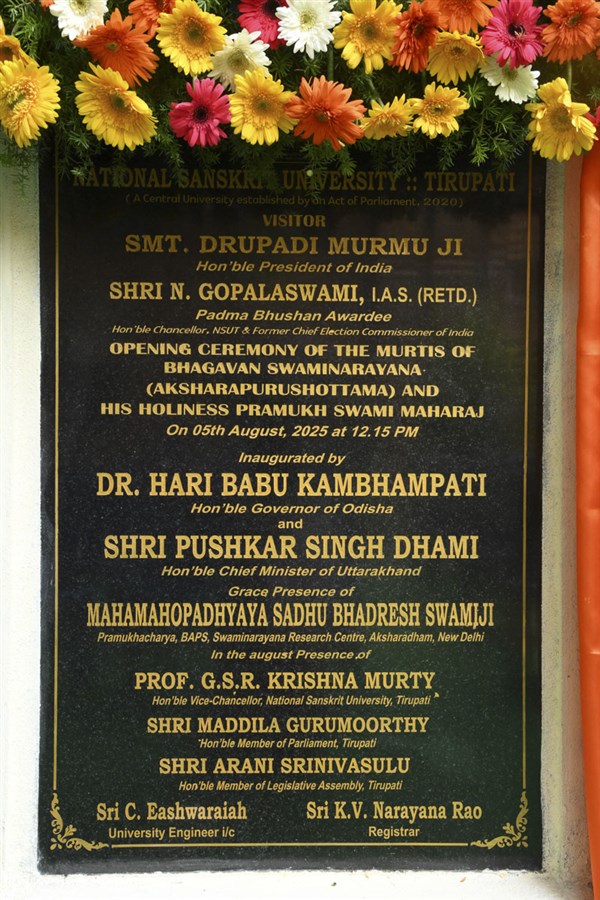 NATIONAL SANSKRIT UNIVERSITY :: TIRUPATI
( A Central University established by an Act of Parliament, 2020)
VISITOR
SMT. DRUPADI MURMU JI
Hon'ble President of India
SHRI N. GOPALASWAMI, I.A.S. (RETD.)
Padma Bhushan Awardee
Hon'ble Chancellor, NSUT & Former Chief Election Commissioner of India
OPENING CEREMONY OF THE MURTIS OF
BHAGAVAN SWAMINARAYANA
(AKSHARAPURUSHOTTAMA) AND
HIS HOLINESS PRAMUKH SWAMI MAHARAJ
On 05th August, 2025 at 12.15 PM
Inaugurated by
DR. HARI BABU KAMBHAMPATI
Hon'ble Governor of Odisha
and
SHRI PUSHKAR SINGH DHAMI
Hon'ble Chief Minister of Uttarakhand
Grace Presence of
MAHAMAHOPADHYAYA SADHU BHADRESH SWAMIJI
Pramukhacharya, BAPS, Swaminarayana Research Centre, Aksharadham, New Delhi
In the august Presence of
PROF. G.S.R. KRISHNA MURTY
Hon'ble Vice-Chancellor, National Sanskrit University, Tirupati
SHRI MADDILA GURUMOORTHY
Hon'ble Member of Parliament, Tirupati
SHRI ARANI SRINIVASULU
Hon'ble Member of Legislative Assembly, Tirupati
Sri C. Eashwaraiah Sri K.V. Narayana Rao
University Engineer i/c Registrar